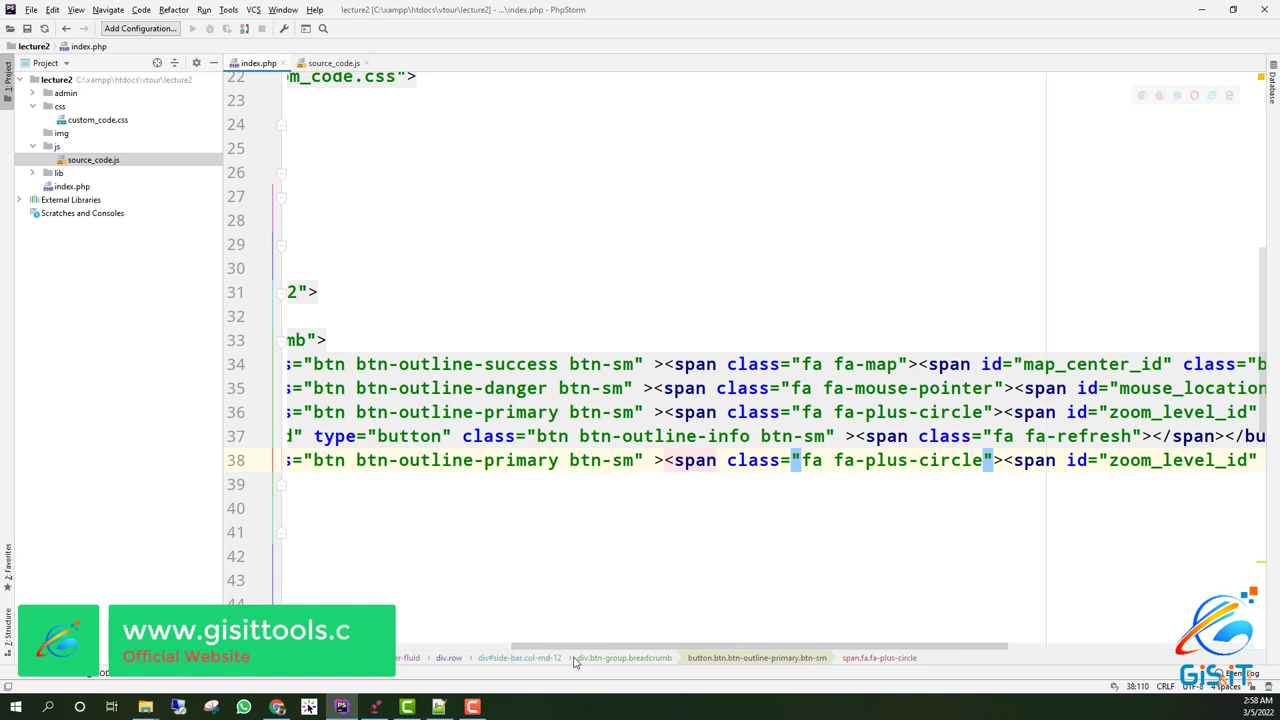 File Edit View Navigate Code Refactor Run Tools VCS Window Help lecture2 [C:\xampp\htdocs\vtour\lecture2] - ...\index.php - PhpStorm
Add Configuration...
lecture2 index.php
Project
index.php
source_code.js
1: Project
Database
lecture2 C:\xampp\htdocs\vtour\lecture2
admin
css
custom_code.css
img
js
source_code.js
lib
index.php
External Libraries
Scratches and Consoles
22 om_code.css">
23
24
25
26
27
28
29
30
31 2">
32
33 mb">
34 s="btn btn-outline-success btn-sm" ><span class="fa fa-map"><span id="map_center_id" class="b
35 s="btn btn-outline-danger btn-sm" ><span class="fa fa-mouse-pointer"><span id="mouse_location
36 s="btn btn-outline-primary btn-sm" ><span class="fa fa-plus-circle"><span id="zoom_level_id"
37 d" type="button" class="btn btn-outline-info btn-sm" ><span class="fa fa-refresh"></span></bu
38 s="btn btn-outline-primary btn-sm" ><span class="fa fa-plus-circle"><span id="zoom_level_id"
39
40
41
42
43
44
2: Favorites
Z: Structure
www.gisittools.c
Official Website
er-fluid › div.row › div#side-bar.col-md-12 › div.btn-group.breadcrumb button.btn.btn-outline-primary.btn-sm span.fa.fa-plus-circle
GiSiT
Event Log
38:110 CRLF UTF-8 4 spaces
2:58 AM
3/5/2022